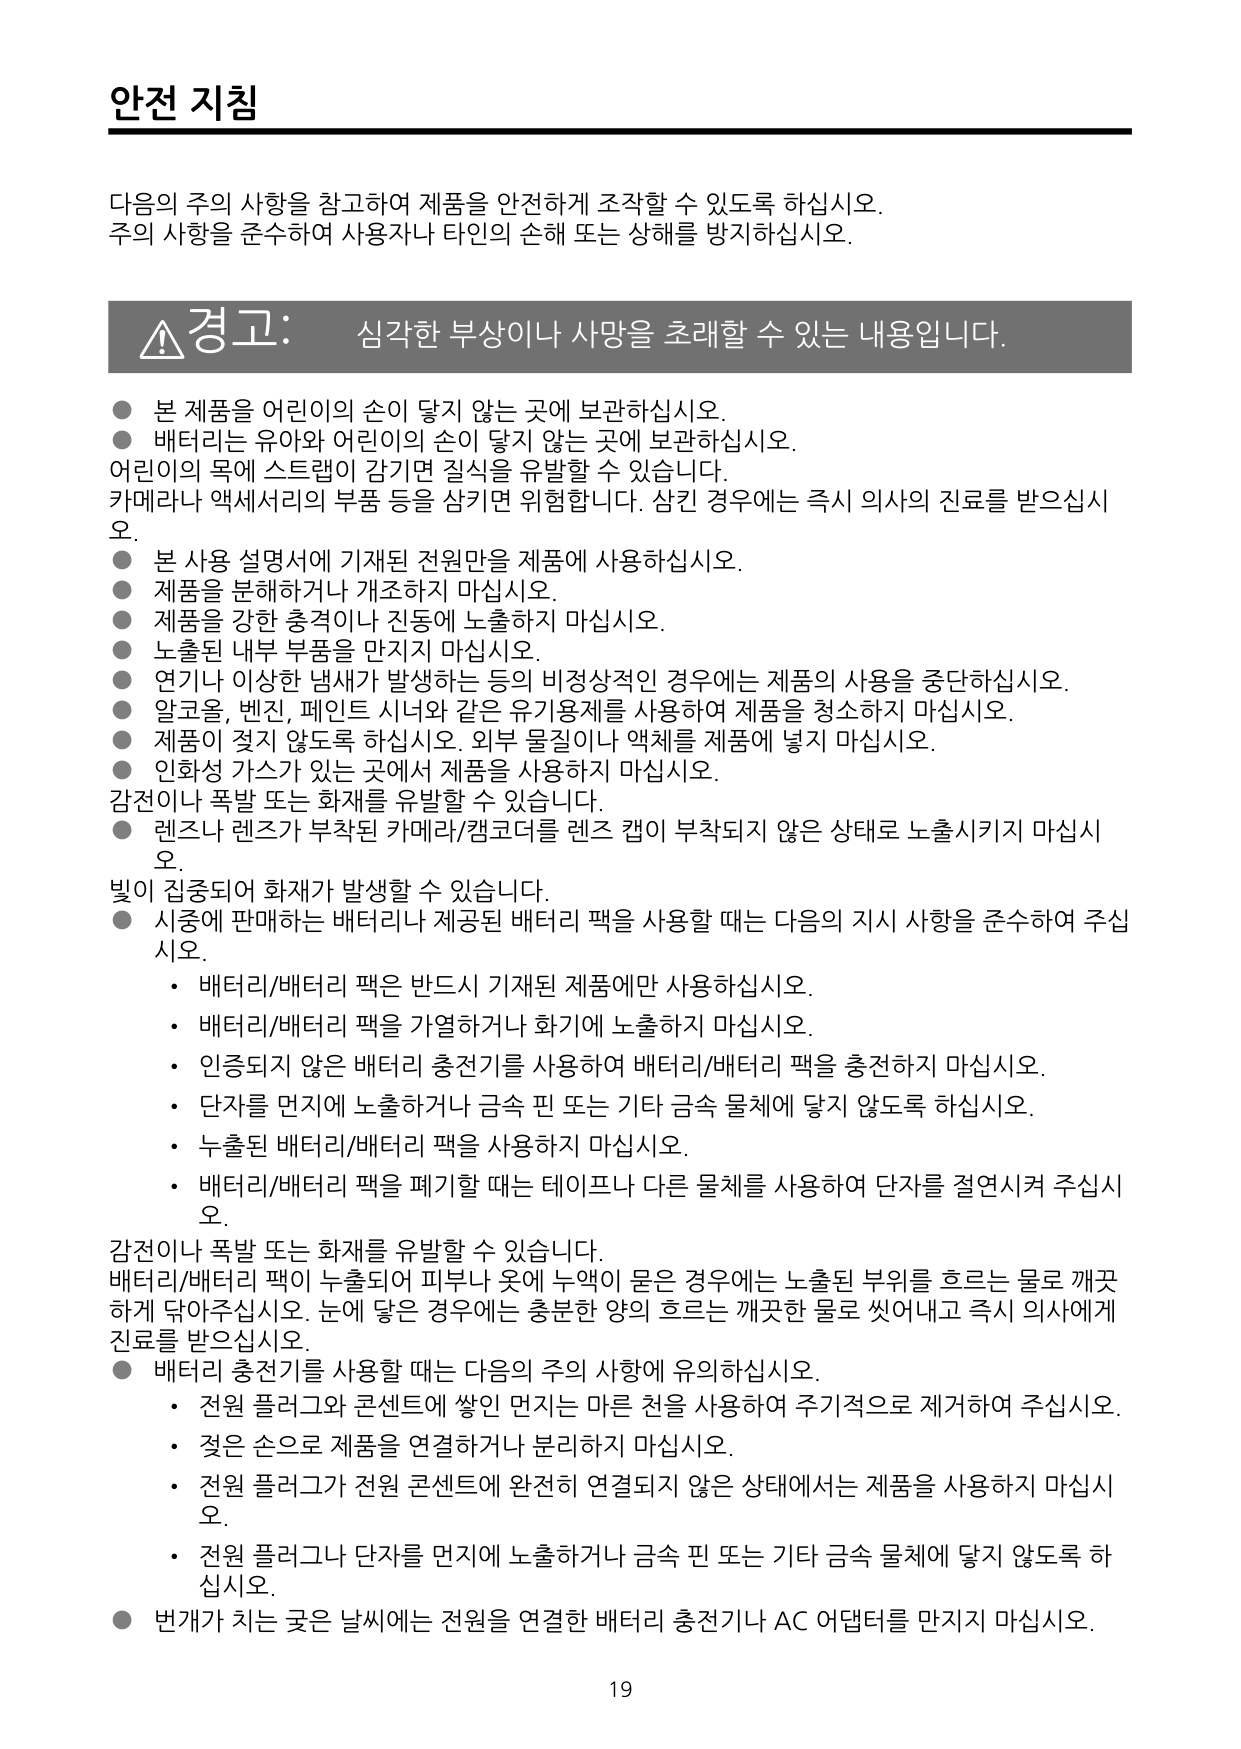 안전 지침
다음의 주의 사항을 참고하여 제품을 안전하게 조작할 수 있도록 하십시오.
주의 사항을 준수하여 사용자나 타인의 손해 또는 상해를 방지하십시오.
⚠경고: 심각한 부상이나 사망을 초래할 수 있는 내용입니다.
● 본 제품을 어린이의 손이 닿지 않는 곳에 보관하십시오.
● 배터리는 유아와 어린이의 손이 닿지 않는 곳에 보관하십시오.
어린이의 목에 스트랩이 감기면 질식을 유발할 수 있습니다.
카메라나 액세서리의 부품 등을 삼키면 위험합니다. 삼킨 경우에는 즉시 의사의 진료를 받으십시
오.
● 본 사용 설명서에 기재된 전원만을 제품에 사용하십시오.
● 제품을 분해하거나 개조하지 마십시오.
● 제품을 강한 충격이나 진동에 노출하지 마십시오.
● 노출된 내부 부품을 만지지 마십시오.
● 연기나 이상한 냄새가 발생하는 등의 비정상적인 경우에는 제품의 사용을 중단하십시오.
● 알코올, 벤진, 페인트 시너와 같은 유기용제를 사용하여 제품을 청소하지 마십시오.
● 제품이 젖지 않도록 하십시오. 외부 물질이나 액체를 제품에 넣지 마십시오.
● 인화성 가스가 있는 곳에서 제품을 사용하지 마십시오.
감전이나 폭발 또는 화재를 유발할 수 있습니다.
● 렌즈나 렌즈가 부착된 카메라/캠코더를 렌즈 캡이 부착되지 않은 상태로 노출시키지 마십시
오.
빛이 집중되어 화재가 발생할 수 있습니다.
● 시중에 판매하는 배터리나 제공된 배터리 팩을 사용할 때는 다음의 지시 사항을 준수하여 주십
시오.
• 배터리/배터리 팩은 반드시 기재된 제품에만 사용하십시오.
• 배터리/배터리 팩을 가열하거나 화기에 노출하지 마십시오.
• 인증되지 않은 배터리 충전기를 사용하여 배터리/배터리 팩을 충전하지 마십시오.
• 단자를 먼지에 노출하거나 금속 핀 또는 기타 금속 물체에 닿지 않도록 하십시오.
• 누출된 배터리/배터리 팩을 사용하지 마십시오.
• 배터리/배터리 팩을 폐기할 때는 테이프나 다른 물체를 사용하여 단자를 절연시켜 주십시
오.
감전이나 폭발 또는 화재를 유발할 수 있습니다.
배터리/배터리 팩이 누출되어 피부나 옷에 누액이 묻은 경우에는 노출된 부위를 흐르는 물로 깨끗
하게 닦아주십시오. 눈에 닿은 경우에는 충분한 양의 흐르는 깨끗한 물로 씻어내고 즉시 의사에게
진료를 받으십시오.
● 배터리 충전기를 사용할 때는 다음의 주의 사항에 유의하십시오.
• 전원 플러그와 콘센트에 쌓인 먼지는 마른 천을 사용하여 주기적으로 제거하여 주십시오.
• 젖은 손으로 제품을 연결하거나 분리하지 마십시오.
• 전원 플러그가 전원 콘센트에 완전히 연결되지 않은 상태에서는 제품을 사용하지 마십시
오.
• 전원 플러그나 단자를 먼지에 노출하거나 금속 핀 또는 기타 금속 물체에 닿지 않도록 하
십시오.
● 번개가 치는 궂은 날씨에는 전원을 연결한 배터리 충전기나 AC 어댑터를 만지지 마십시오.
19